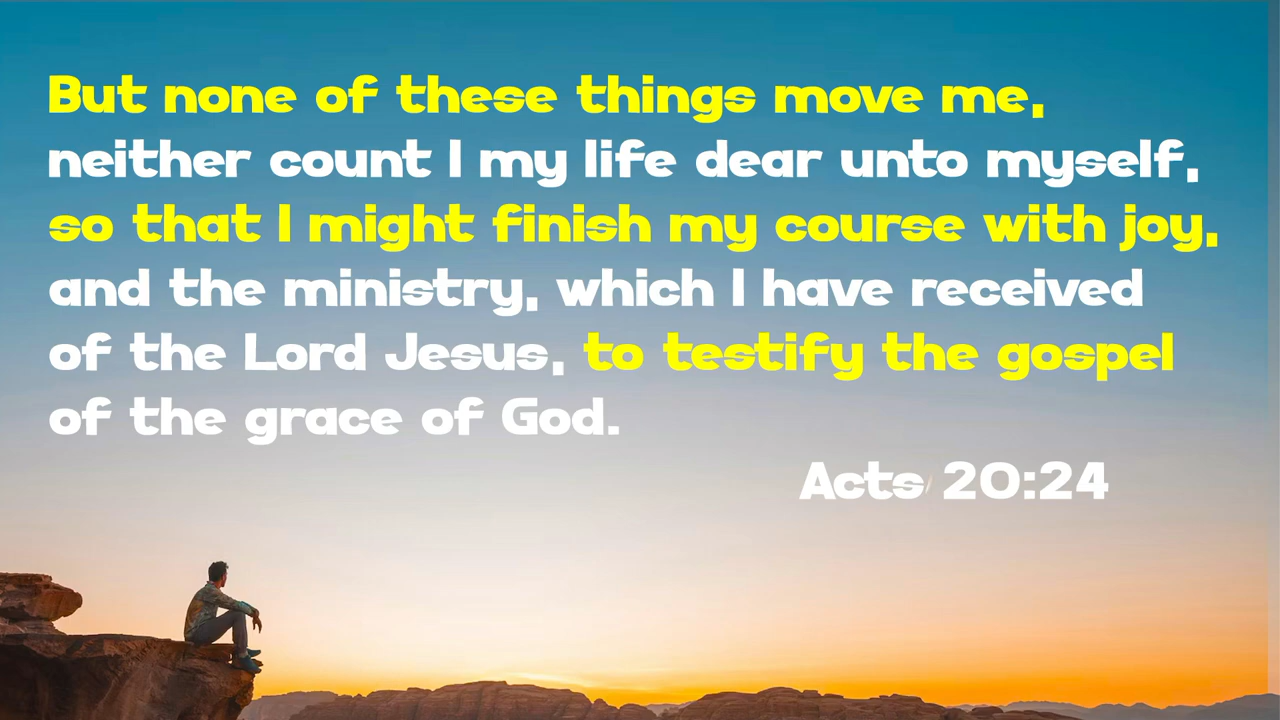 But none of these things move me,
neither count I my life dear unto myself,
so that I might finish my course with joy,
and the ministry, which I have received
of the Lord Jesus, to testify the gospel
of the grace of God.
Acts 20:24